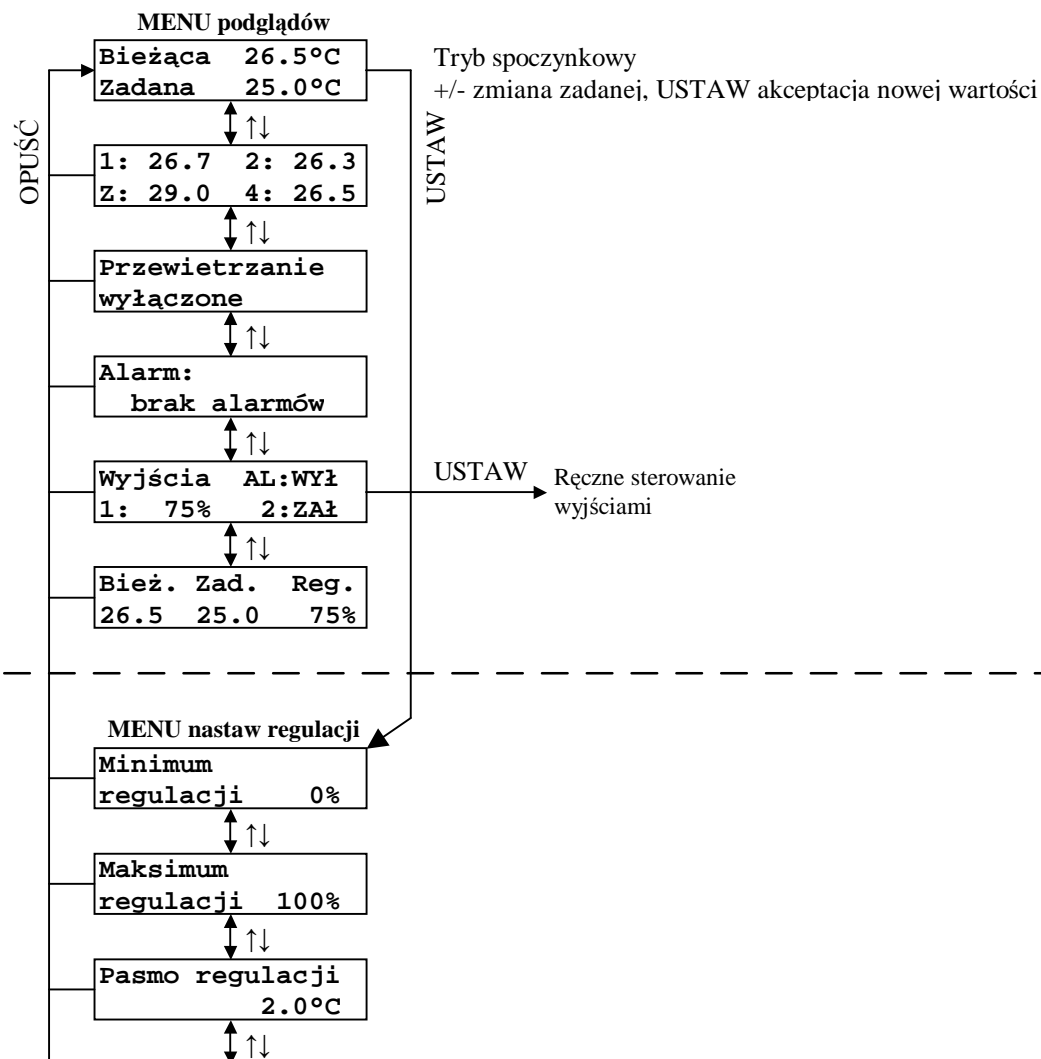 MENU podglądów
Bieżąca 26.5°C
Zadana 25.0°C
Tryb spoczynkowy
+/- zmiana zadanej, USTAW akceptacja nowej wartości
OPUŚĆ
USTAW
↑↓
1: 26.7 2: 26.3
Z: 29.0 4: 26.5
↑↓
Przewietrzanie
wyłączone
↑↓
Alarm:
brak alarmów
↑↓
Wyjścia AL:WYŁ
1: 75% 2:ZAŁ
USTAW
Ręczne sterowanie
wyjściami
↑↓
Bież. Zad. Reg.
26.5 25.0 75%
MENU nastaw regulacji
Minimum
regulacji 0%
↑↓
Maksimum
regulacji 100%
↑↓
Pasmo regulacji
2.0°C
↑↓